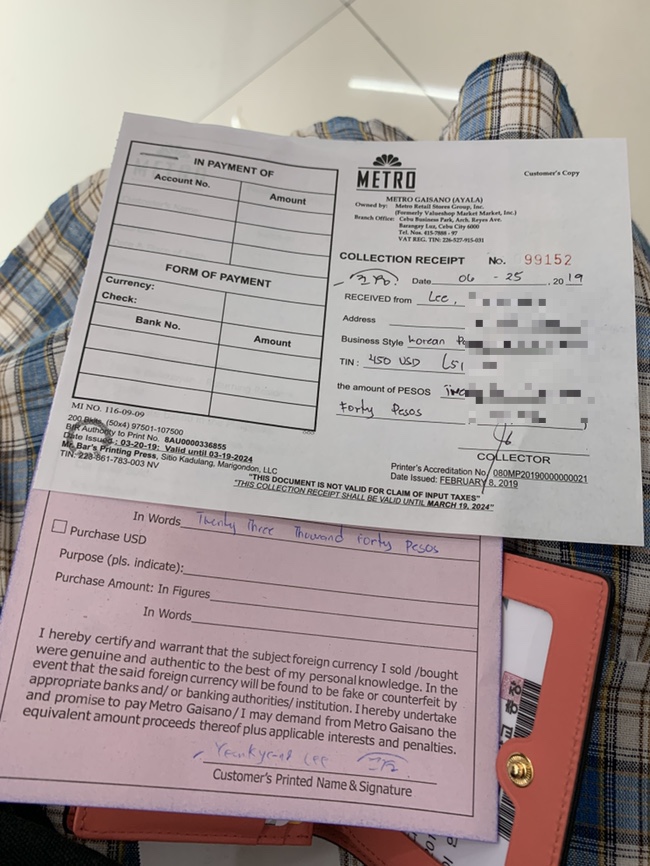 IN PAYMENT OF
Account No. Amount
FORM OF PAYMENT
Currency:
Check:
Bank No. Amount
MI NO. 116-09-09
200 Bklts. (50x4) 97501-107500
BIR Authority to Print No. 8AU0000336855
Date Issued: 03-20-19: Valid until 03-19-2024
Mr. Bar's Printing Press, Sitio Kadulang, Marigondon, LLC
TIN-223-861-783-003 NV
METRO
Customer's Copy
METRO GAISANO (AYALA)
Owned by: Metro Retail Stores Group, Inc.
(Formerly Valueshop Market Market, Inc.)
Branch Office: Cebu Business Park, Arch. Reyes Ave.
Barangay Luz, Cebu City 6000
Tel. Nos. 415-7888 - 97
VAT REG. TIN: 226-527-915-031
COLLECTION RECEIPT No. 99152
Date 06 - 25 , 20 19
RECEIVED from Lee,
Address
Business Style Korean
TIN : 450 USD (51
the amount of PESOS
Forty Pesos
COLLECTOR
Printer's Accreditation No. 080MP20190000000021
Date Issued: FEBRUARY 8, 2019
"THIS DOCUMENT IS NOT VALID FOR CLAIM OF INPUT TAXES"
"THIS COLLECTION RECEIPT SHALL BE VALID UNTIL MARCH 19, 2024"
In Words Twenty Three Thousand Forty Pesos
Purchase USD
Purpose (pls. indicate):
Purchase Amount: In Figures
In Words
I hereby certify and warrant that the subject foreign currency I sold /bought
were genuine and authentic to the best of my personal knowledge. In the
event that the said foreign currency will be found to be fake or counterfeit by
appropriate banks and/ or banking authorities/ institution. I hereby undertake
and promise to pay Metro Gaisano/ I may demand from Metro Gaisano the
equivalent amount proceeds thereof plus applicable interests and penalties.
Lee
Customer's Printed Name & Signature